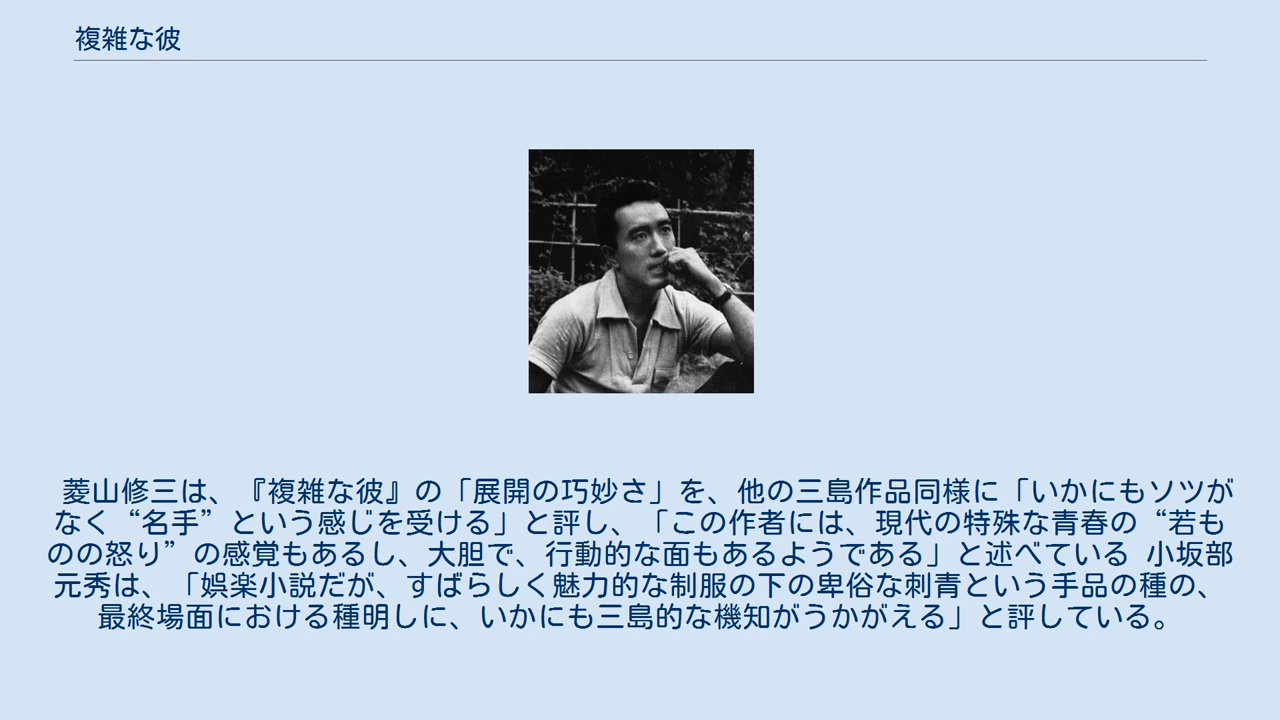 複雑な彼
菱山修三は、『複雑な彼』の「展開の巧妙さ」を、他の三島作品同様に「いかにもソツが
なく“名手”という感じを受ける」と評し、「この作者には、現代の特殊な青春の“若も
のの怒り”の感覚もあるし、大胆で、行動的な面もあるようである」と述べている 小坂部
元秀は、「娯楽小説だが、すばらしく魅力的な制服の下の卑俗な刺青という手品の種の、
最終場面における種明しに、いかにも三島的な機知がうかがえる」と評している。